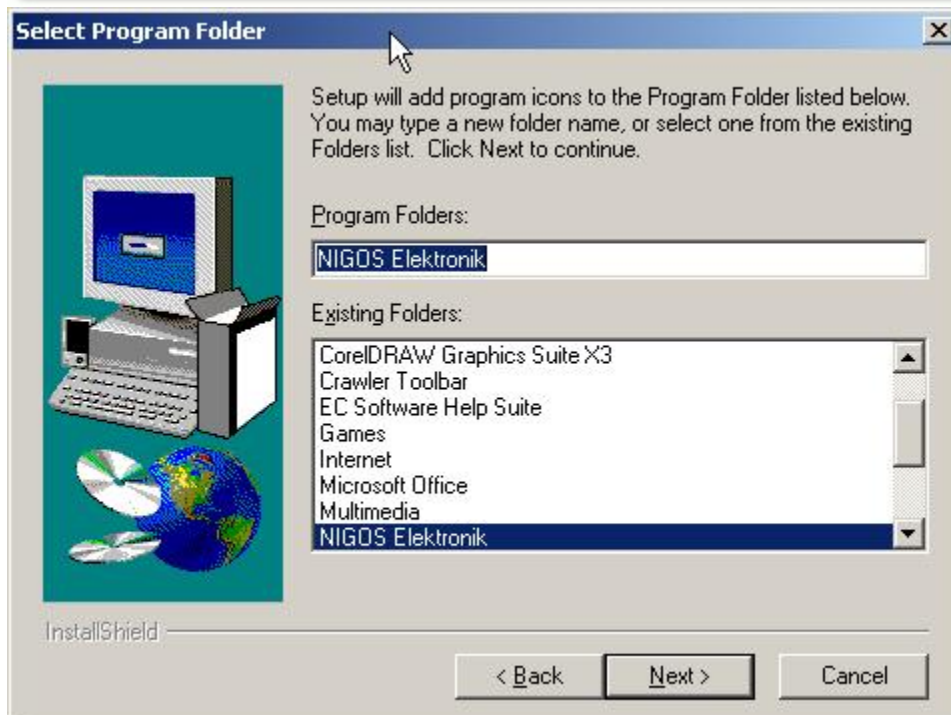 Select Program Folder
Setup will add program icons to the Program Folder listed below.
You may type a new folder name, or select one from the existing
Folders list. Click Next to continue.
Program Folders:
NIGOS Elektronik
Existing Folders:
CorelDRAW Graphics Suite X3
Crawler Toolbar
EC Software Help Suite
Games
Internet
Microsoft Office
Multimedia
NIGOS Elektronik
InstallShield
< Back
Next >
Cancel